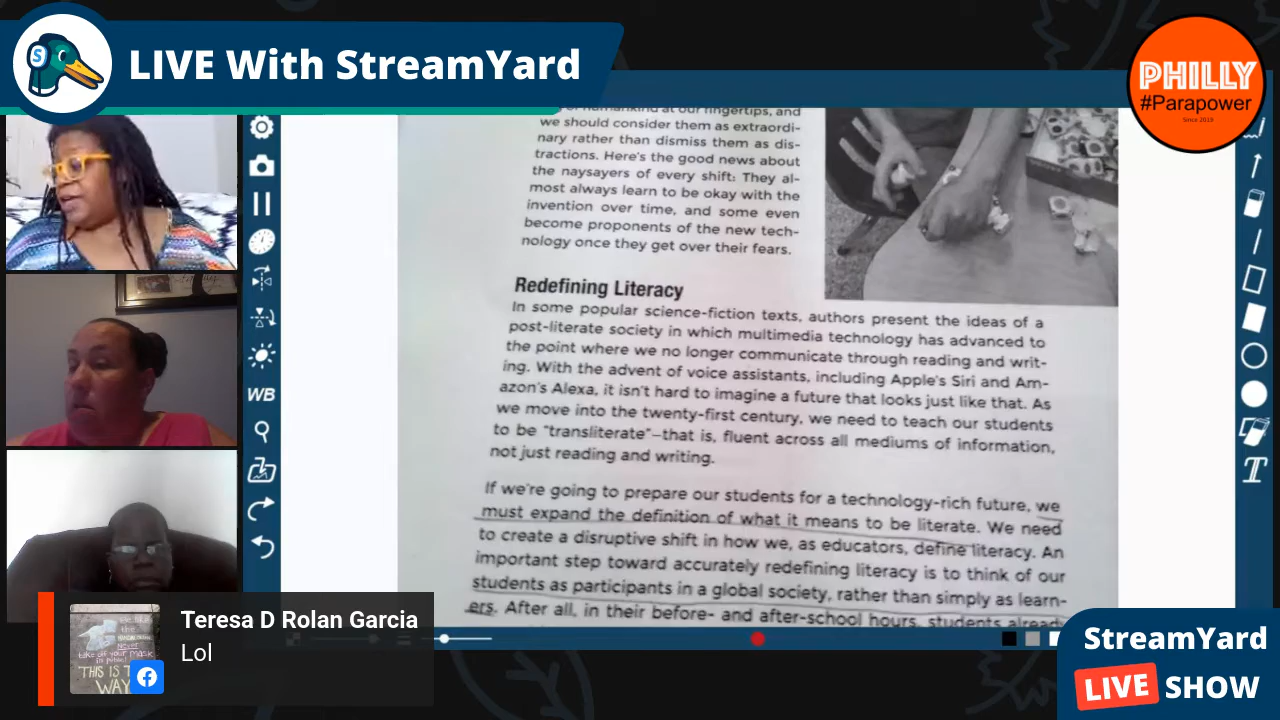 LIVE With StreamYard
PHILLY
#Parapower
Since 2019
of humankind at our fingertips, and
we should consider them as extraordi-
nary rather than dismiss them as dis-
tractions. Here's the good news about
the naysayers of every shift: They al-
most always learn to be okay with the
invention over time, and some even
become proponents of the new tech-
nology once they get over their fears.
Redefining Literacy
In some popular science-fiction texts, authors present the ideas of a
post-literate society in which multimedia technology has advanced to
the point where we no longer communicate through reading and writ-
ing. With the advent of voice assistants, including Apple's Siri and Am-
azon's Alexa, it isn't hard to imagine a future that looks just like that. As
we move into the twenty-first century, we need to teach our students
to be "transliterate"—that is, fluent across all mediums of information,
not just reading and writing.
If we're going to prepare our students for a technology-rich future, we
must expand the definition of what it means to be literate. We need
to create a disruptive shift in how we, as educators, define literacy. An
important step toward accurately redefining literacy is to think of our
students as participants in a global society, rather than simply as learn-
ers. After all, in their before- and after-school hours, students already
WB
T
S
Teresa D Rolan Garcia
Lol
THIS IS T
WAY
StreamYard
LIVE SHOW